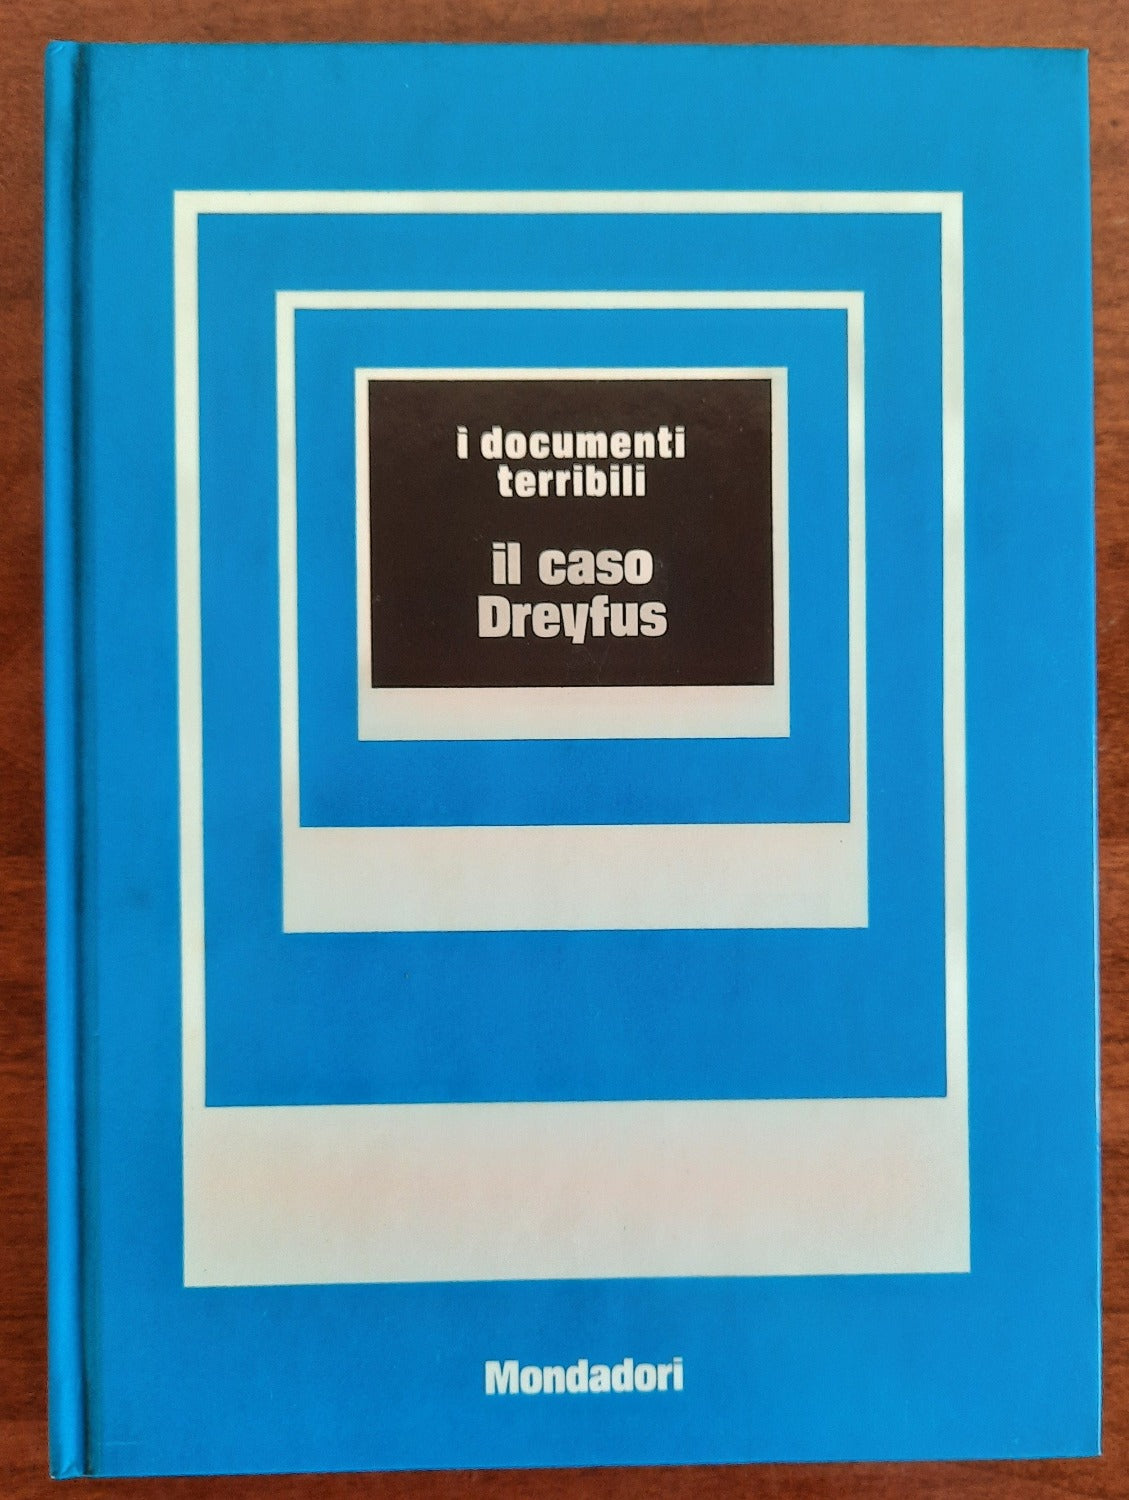 i documenti
terribili
il caso
Dreyfus
Mondadori